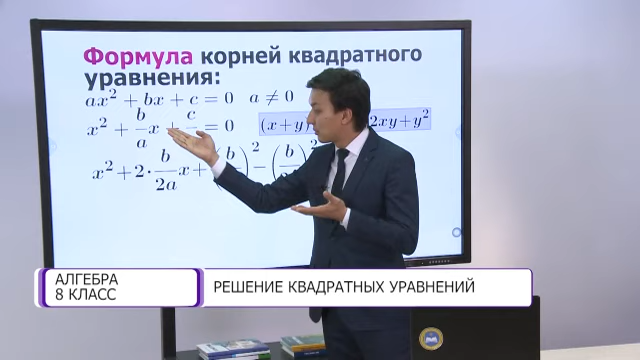 Формула корней квадратного
уравнения:
ax² + bx + c = 0 a ≠ 0
x² + b/a x + c/ = 0
(x+y) 2xy+y²
x² + 2 · b/2a x + (b/ )² − (b/ )²
АЛГЕБРА
8 КЛАСС
РЕШЕНИЕ КВАДРАТНЫХ УРАВНЕНИЙ